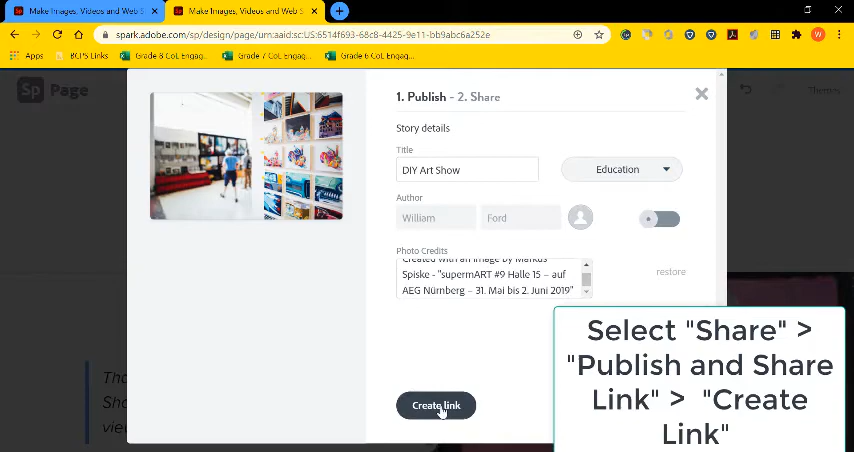 Make Images, Videos and Web S
Make Images, Videos and Web S
spark.adobe.com/sp/design/page/urn:aaid:sc:US:6514f693-68c8-4425-9e11-bb9abc6a252e
Apps
BCPS Links
Grade 8 CoL Engag...
Grade 7 CoL Engag...
Grade 6 CoL Engag...
Sp Page
Themes
1. Publish - 2. Share
Story details
Title
DIY Art Show
Education
Author
William
Ford
Photo Credits
Created with an image by Markus
Spiske - "supermART #9 Halle 15 – auf
AEG Nürnberg – 31. Mai bis 2. Juni 2019"
restore
Create link
Select "Share" >
"Publish and Share
Link" > "Create
Link"